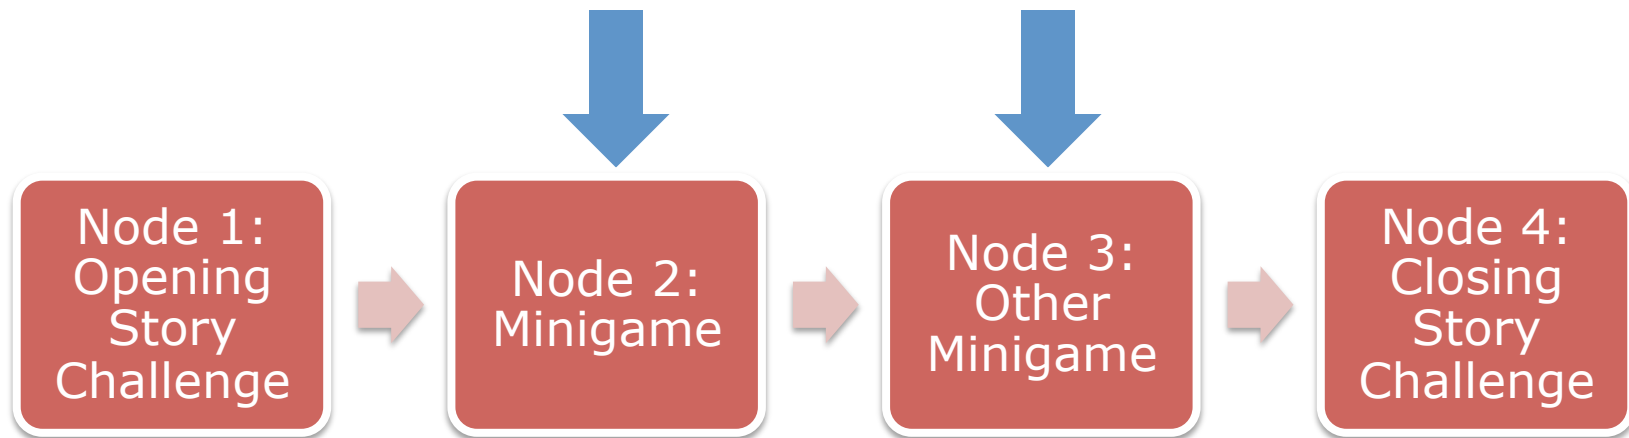 Node 1:
Opening
Story
Challenge
Node 2:
Minigame
Node 3:
Other
Minigame
Node 4:
Closing
Story
Challenge